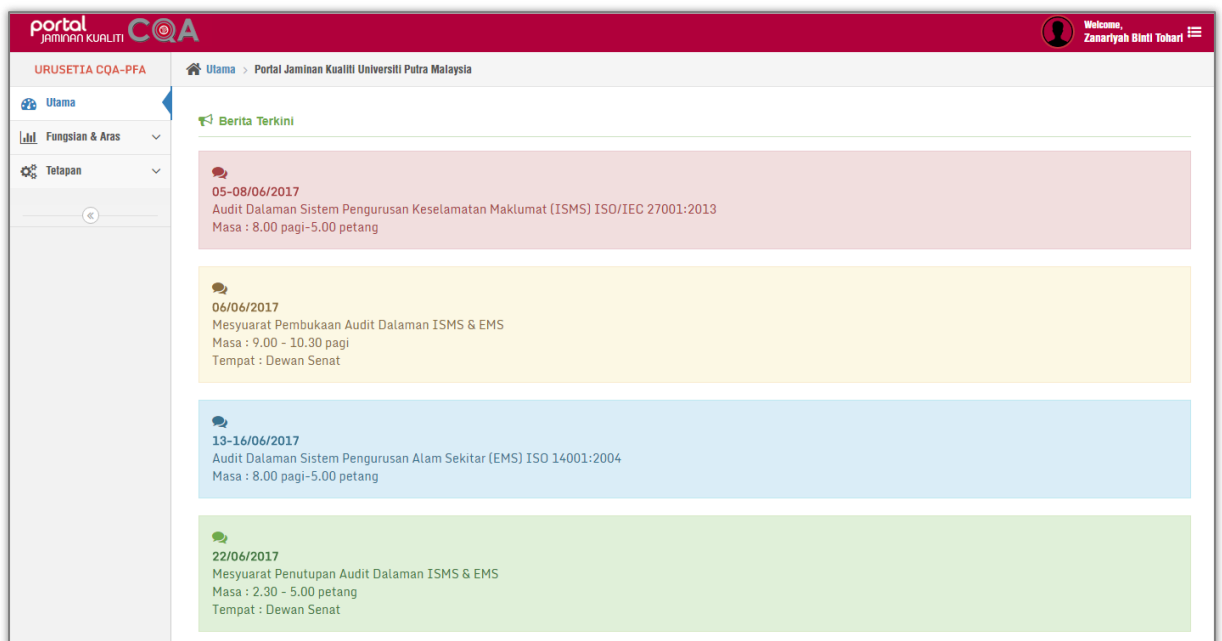 portal
JAMINAN KUALITI CQA
Welcome,
Zanariyah Binti Tohari
URUSETIA CQA-PFA
Utama > Portal Jaminan Kualiti Universiti Putra Malaysia
Utama
Fungsian & Aras
Tetapan
Berita Terkini
05-08/06/2017
Audit Dalaman Sistem Pengurusan Keselamatan Maklumat (ISMS) ISO/IEC 27001:2013
Masa : 8.00 pagi-5.00 petang
06/06/2017
Mesyuarat Pembukaan Audit Dalaman ISMS & EMS
Masa : 9.00 - 10.30 pagi
Tempat : Dewan Senat
13-16/06/2017
Audit Dalaman Sistem Pengurusan Alam Sekitar (EMS) ISO 14001:2004
Masa : 8.00 pagi-5.00 petang
22/06/2017
Mesyuarat Penutupan Audit Dalaman ISMS & EMS
Masa : 2.30 - 5.00 petang
Tempat : Dewan Senat